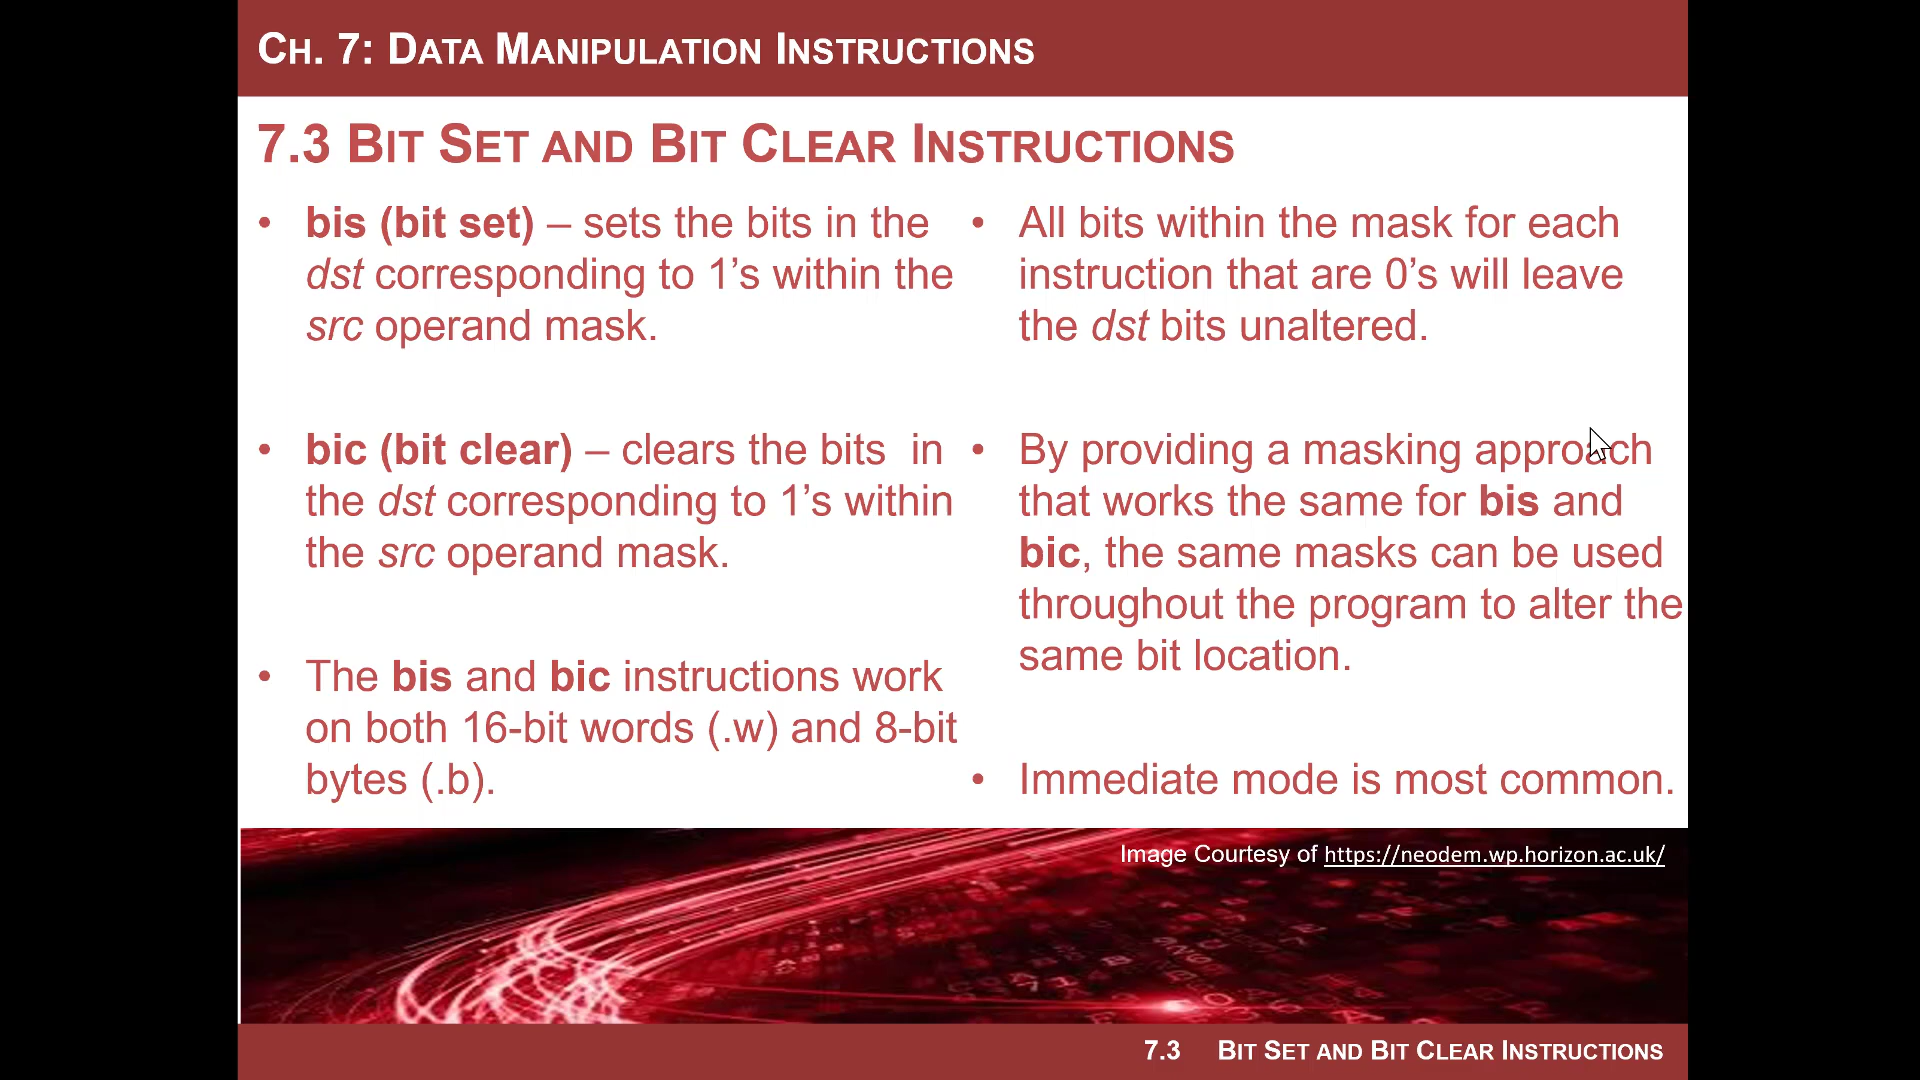 CH. 7: DATA MANIPULATION INSTRUCTIONS
7.3 BIT SET AND BIT CLEAR INSTRUCTIONS
• bis (bit set) – sets the bits in the
dst corresponding to 1’s within the
src operand mask.
• bic (bit clear) – clears the bits  in
the dst corresponding to 1’s within
the src operand mask.
• The bis and bic instructions work
on both 16-bit words (.w) and 8-bit
bytes (.b).
• All bits within the mask for each
instruction that are 0’s will leave
the dst bits unaltered.
• By providing a masking approach
that works the same for bis and
bic, the same masks can be used
throughout the program to alter the
same bit location.
• Immediate mode is most common.
Image Courtesy of https://neodem.wp.horizon.ac.uk/
7.3 BIT SET AND BIT CLEAR INSTRUCTIONS